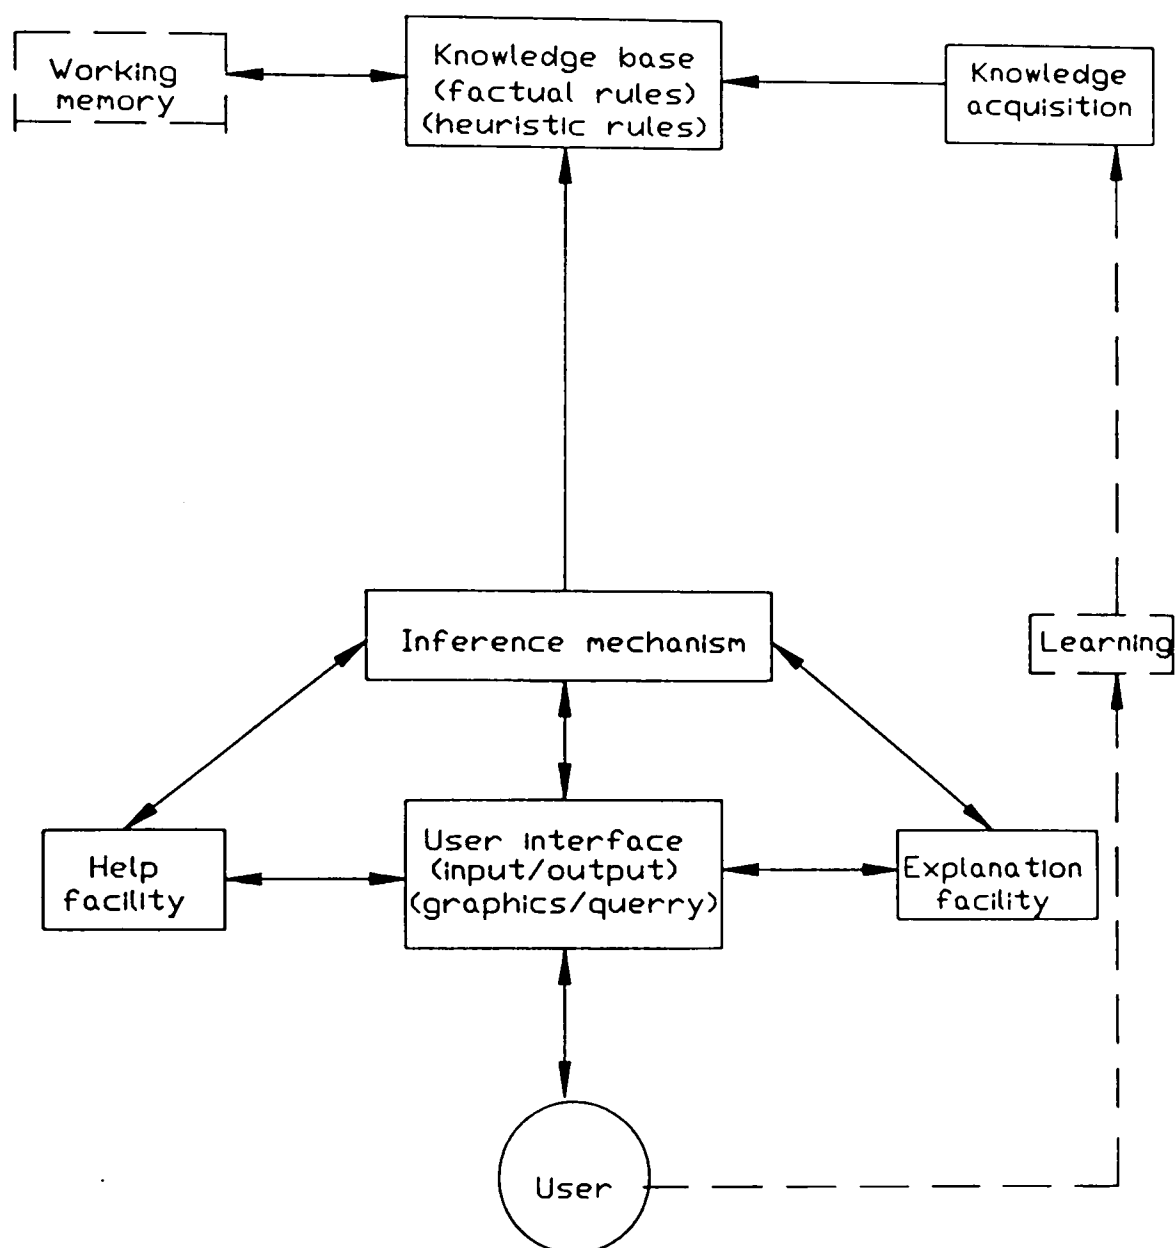 Working
memory
Knowledge base
(factual rules)
(heuristic rules)
Knowledge
acquisition
Inference mechanism
Learning
Help
facility
User interface
(input/output)
(graphics/querry)
Explanation
facility
User